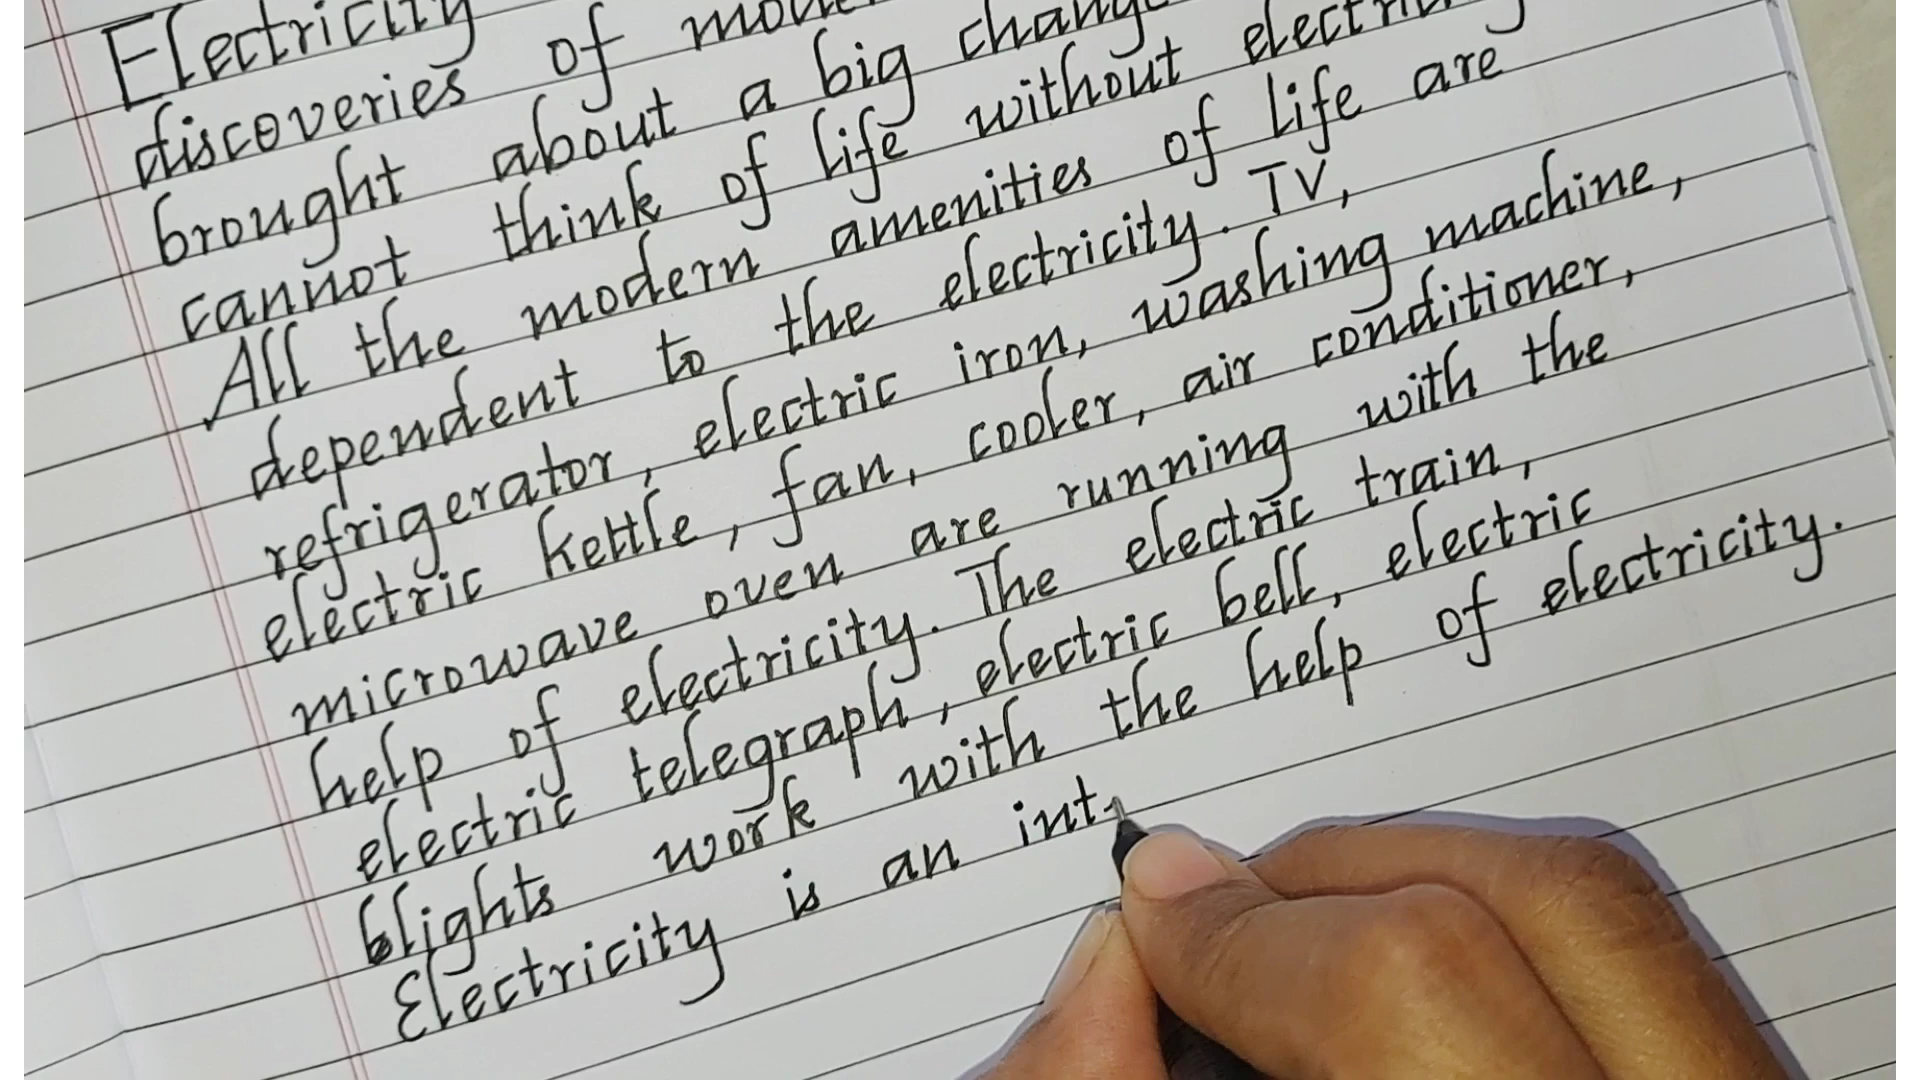 Electricity
discoveries of
brought about a big
cannot think of life without
All the modern amenities of life are
dependent to the electricity. TV,
refrigerator, electric iron, washing machine,
electric kettle, fan, cooler, air conditioner,
microwave oven are running with the
help of electricity. The electric train,
electric telegraph, electric bell, electric
lights work with the help of electricity.
Electricity is an int